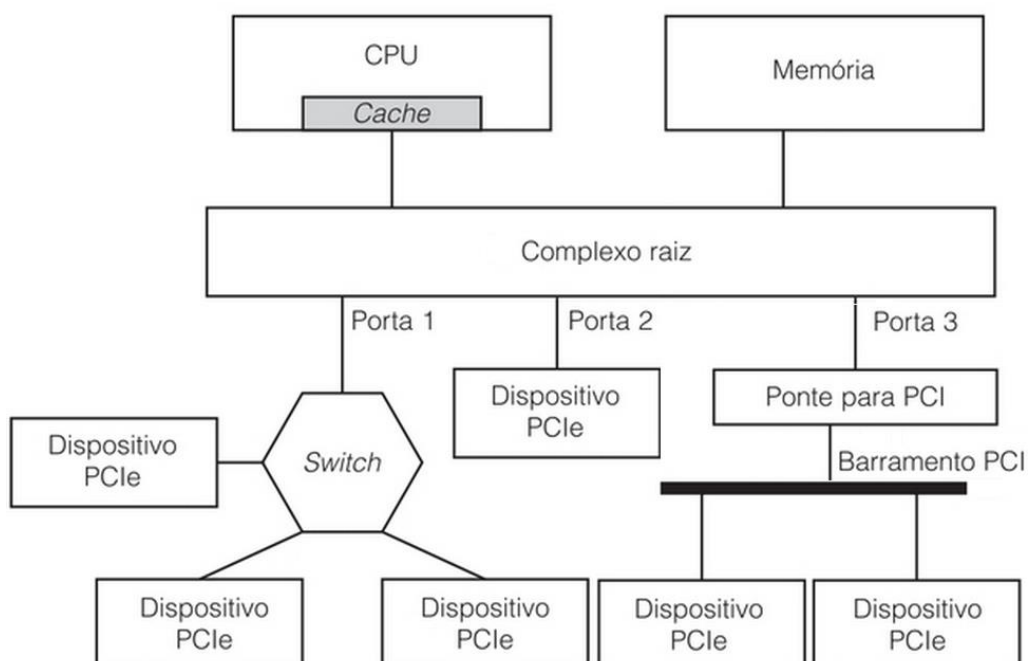 CPU
Cache
Memória
Complexo raiz
Porta 1
Porta 2
Porta 3
Dispositivo
PCIe
Ponte para PCI
Dispositivo
PCIe
Switch
Barramento PCI
Dispositivo
PCIe
Dispositivo
PCIe
Dispositivo
PCIe
Dispositivo
PCIe